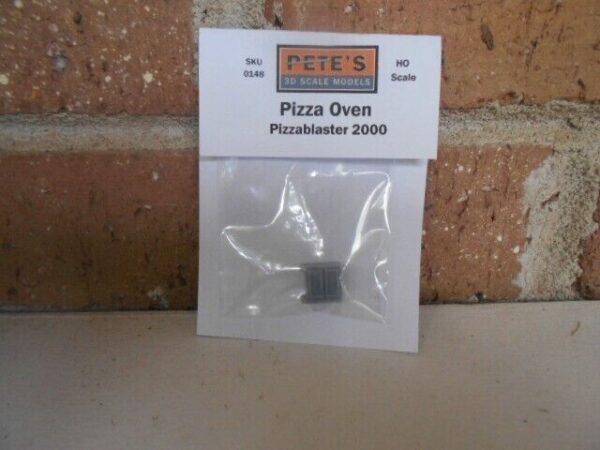 SKU
0148
PETE'S
3D SCALE MODELS
HO
Scale
Pizza Oven
Pizzablaster 2000